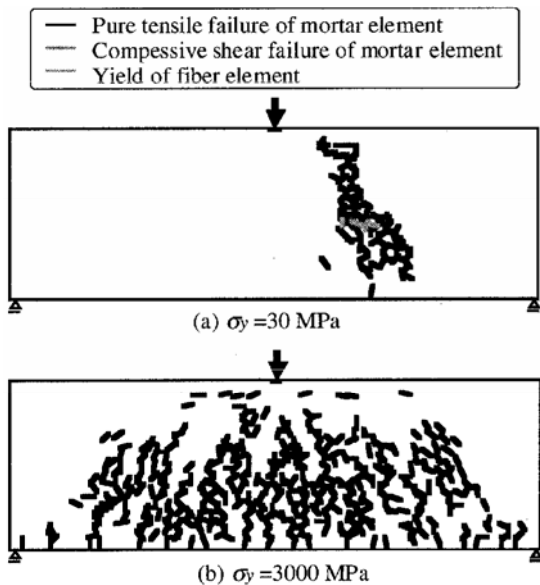 Pure tensile failure of mortar element
Compessive shear failure of mortar element
Yield of fiber element
(a) σy =30 MPa
(b) σy =3000 MPa